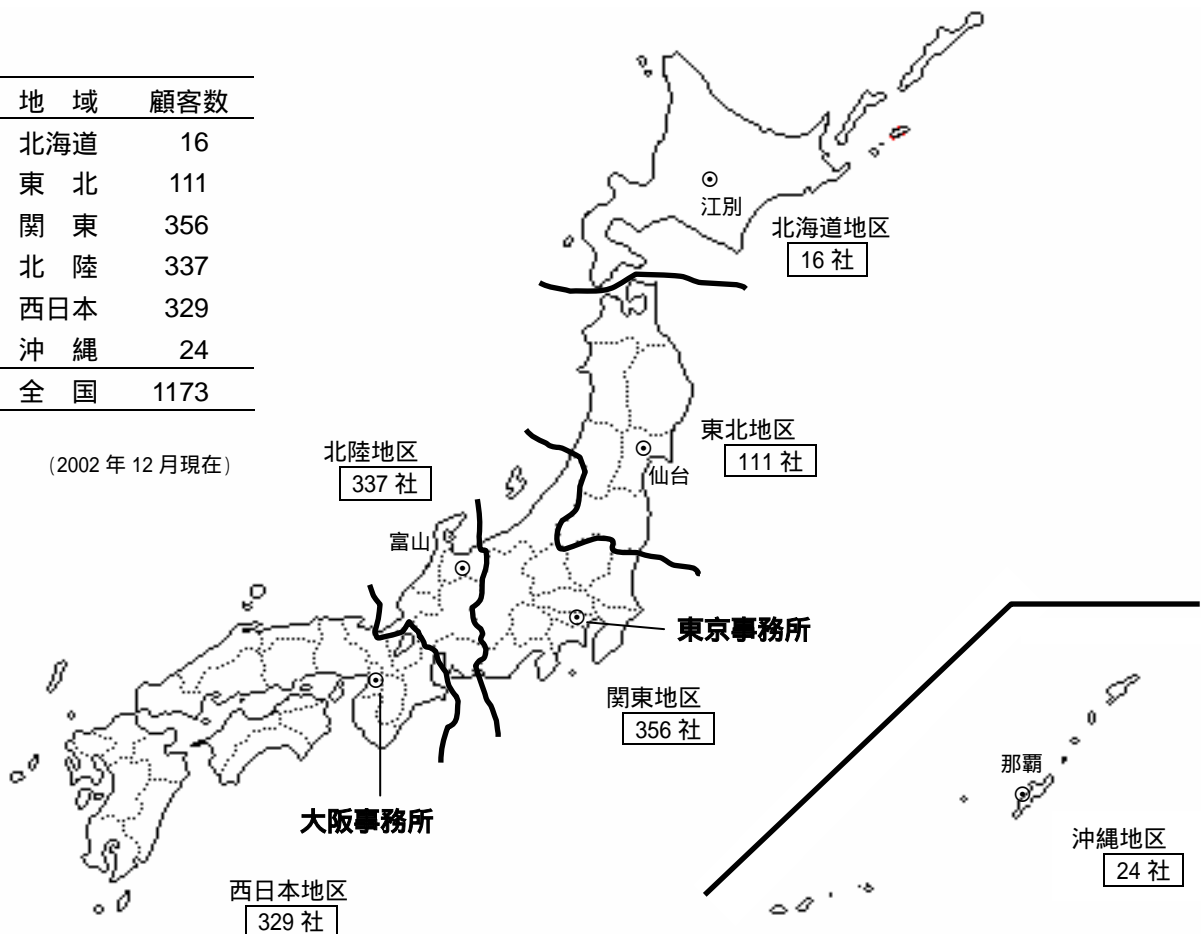 地　域　顧客数
北海道　16
東　北　111
関　東　356
北　陸　337
西日本　329
沖　縄　24
全　国　1173
(2002 年 12 月現在)
江別
北海道地区
16 社
東北地区
111 社
仙台
北陸地区
337 社
富山
東京事務所
関東地区
356 社
大阪事務所
西日本地区
329 社
那覇
沖縄地区
24 社